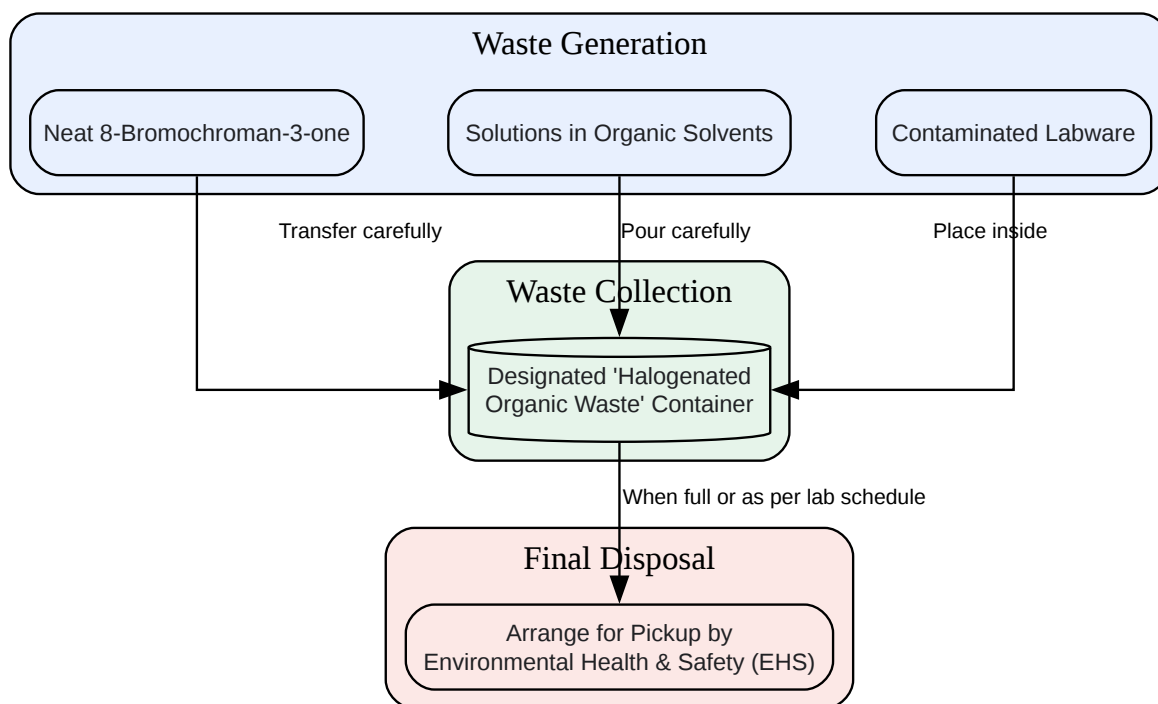 Waste Generation
Neat 8-Bromochroman-3-one
Solutions in Organic Solvents
Contaminated Labware
Transfer carefully
Pour carefully
Place inside
Waste Collection
Designated 'Halogenated
Organic Waste' Container
When full or as per lab schedule
Final Disposal
Arrange for Pickup by
Environmental Health & Safety (EHS)